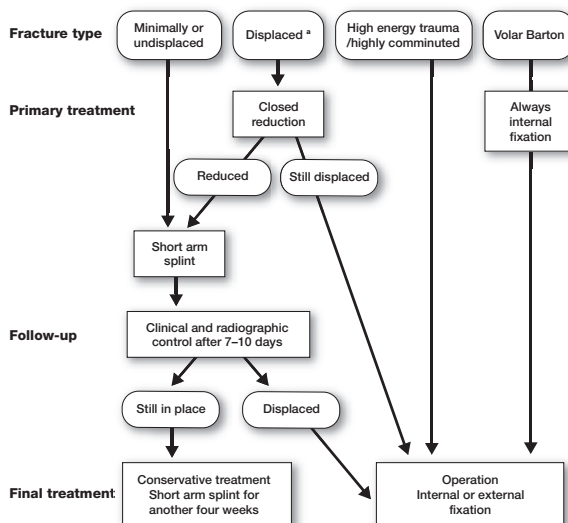 Fracture type
Minimally or
undisplaced
Displaced a
High energy trauma
/highly comminuted
Volar Barton
Primary treatment
Closed
reduction
Always
internal
fixation
Reduced
Still displaced
Short arm
splint
Follow-up
Clinical and radiographic
control after 7–10 days
Still in place
Displaced
Final treatment
Conservative treatment
Short arm splint for
another four weeks
Operation
Internal or external
fixation